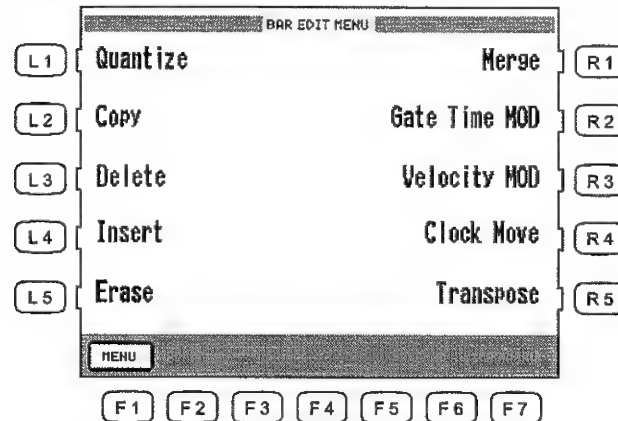 BAR EDIT MENU
L1 Quantize Merge R1
L2 Copy Gate Time MOD R2
L3 Delete Velocity MOD R3
L4 Insert Clock Move R4
L5 Erase Transpose R5
MENU
F1 F2 F3 F4 F5 F6 F7